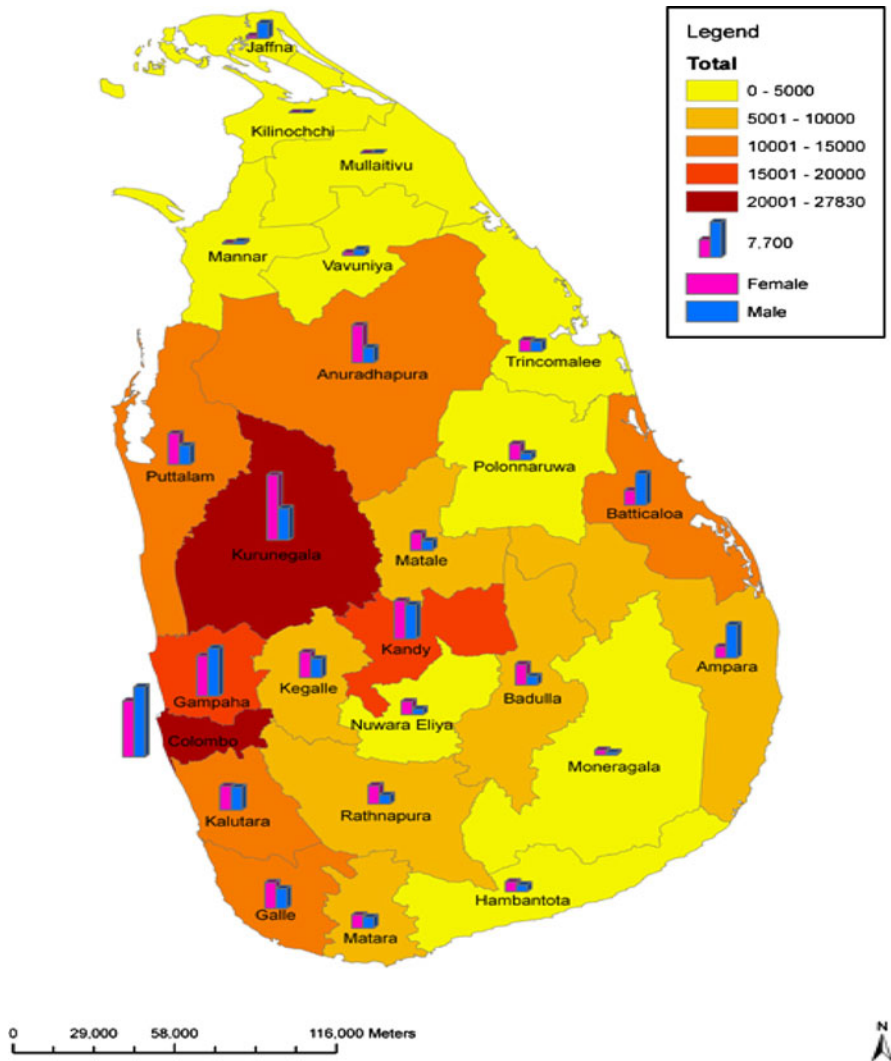 Legend
Total
0 - 5000
5001 - 10000
10001 - 15000
15001 - 20000
20001 - 27830
7,700
Female
Male
Jaffna
Kilinochchi
Mullaitivu
Mannar
Vavuniya
Trincomalee
Anuradhapura
Puttalam
Polonnaruwa
Batticaloa
Kurunegala
Matale
Kandy
Ampara
Gampaha
Kegalle
Badulla
Nuwara Eliya
Colombo
Moneragala
Kalutara
Rathnapura
Hambantota
Galle
Matara
0 29,000 58,000 116,000 Meters
N